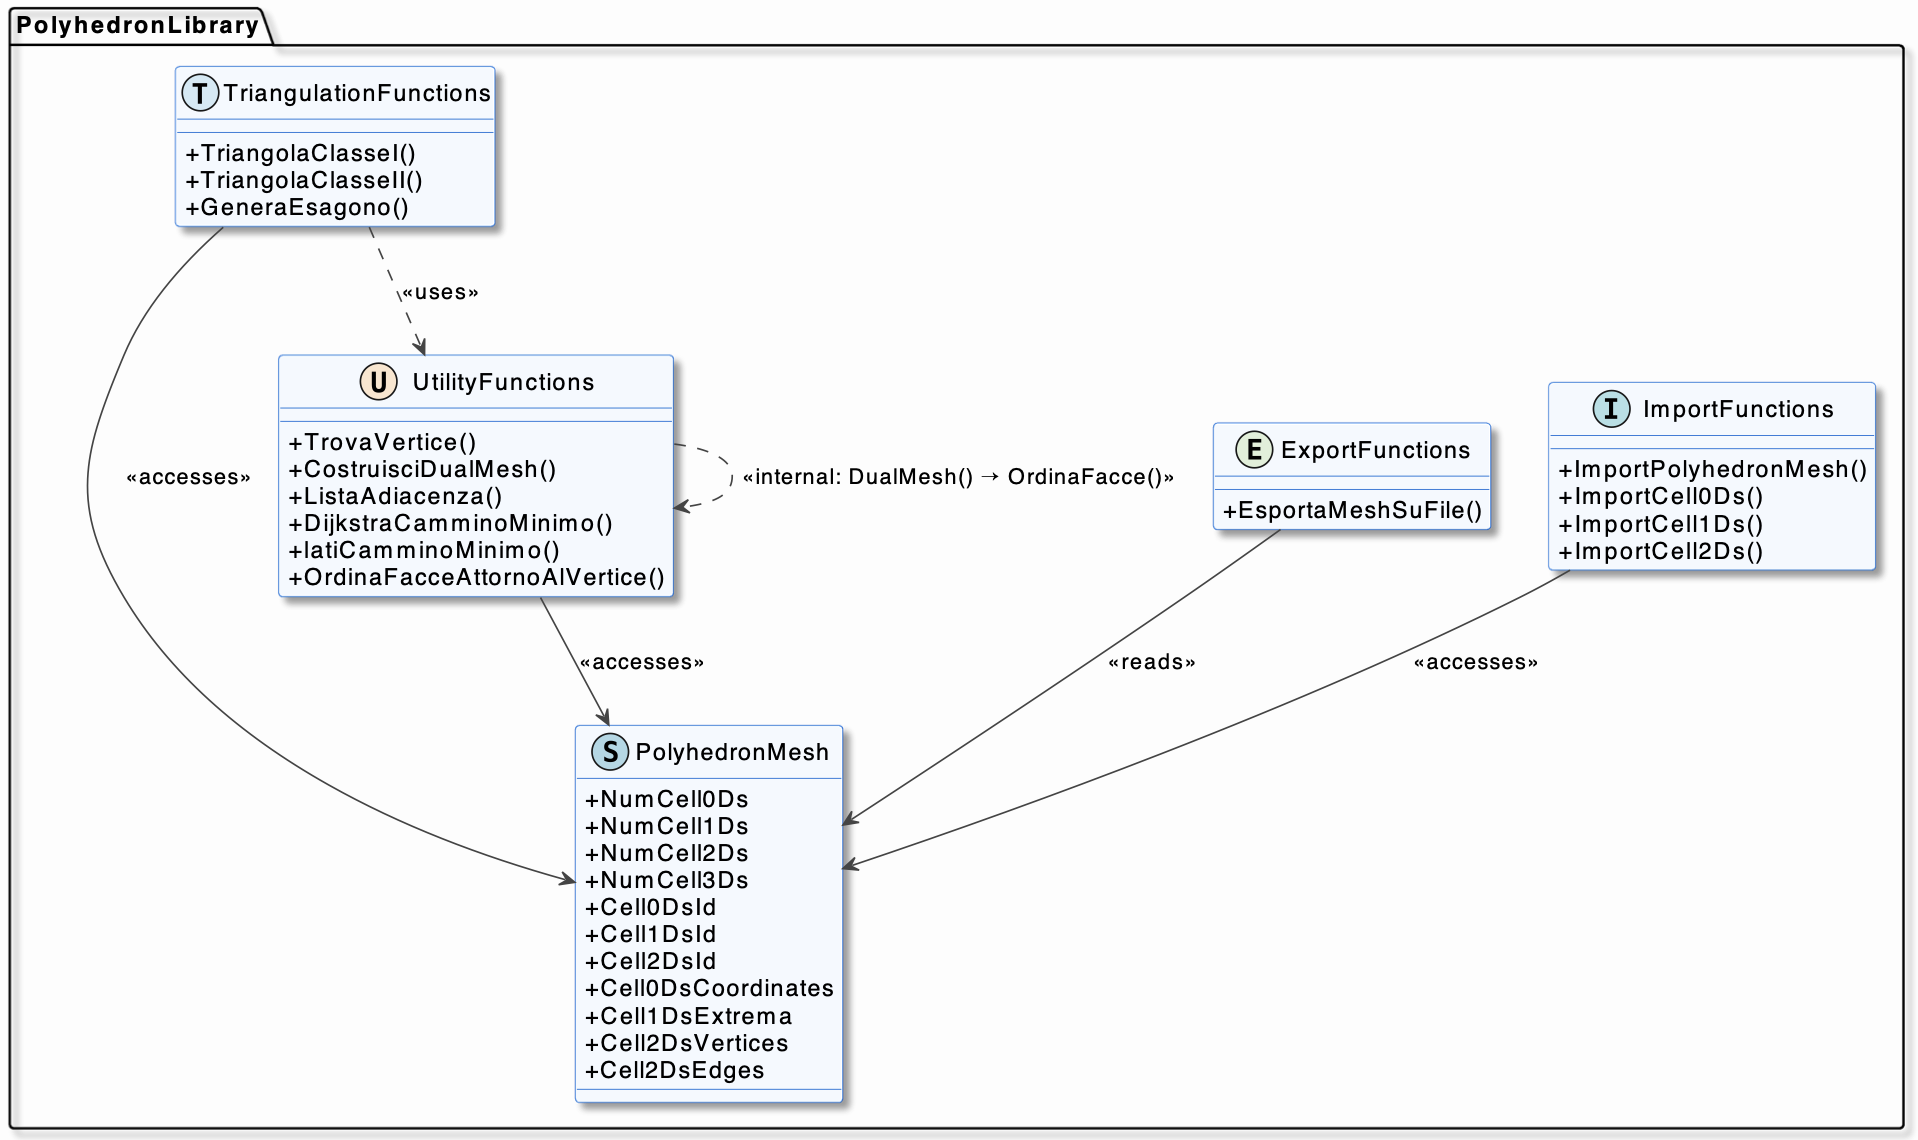 PolyhedronLibrary
T TriangulationFunctions
+TriangolaClasseI()
+TriangolaClasseII()
+GeneraEsagono()
«uses»
U UtilityFunctions
+TrovaVertice()
+CostruisciDualMesh()
+ListaAdiacenza()
+DijkstraCamminoMinimo()
+latiCamminoMinimo()
+OrdinaFacceAttornoAlVertice()
«accesses»
«internal: DualMesh() → OrdinaFacce()»
E ExportFunctions
+EsportaMeshSuFile()
I ImportFunctions
+ImportPolyhedronMesh()
+ImportCell0Ds()
+ImportCell1Ds()
+ImportCell2Ds()
«accesses»
«reads»
«accesses»
S PolyhedronMesh
+NumCell0Ds
+NumCell1Ds
+NumCell2Ds
+NumCell3Ds
+Cell0DsId
+Cell1DsId
+Cell2DsId
+Cell0DsCoordinates
+Cell1DsExtrema
+Cell2DsVertices
+Cell2DsEdges